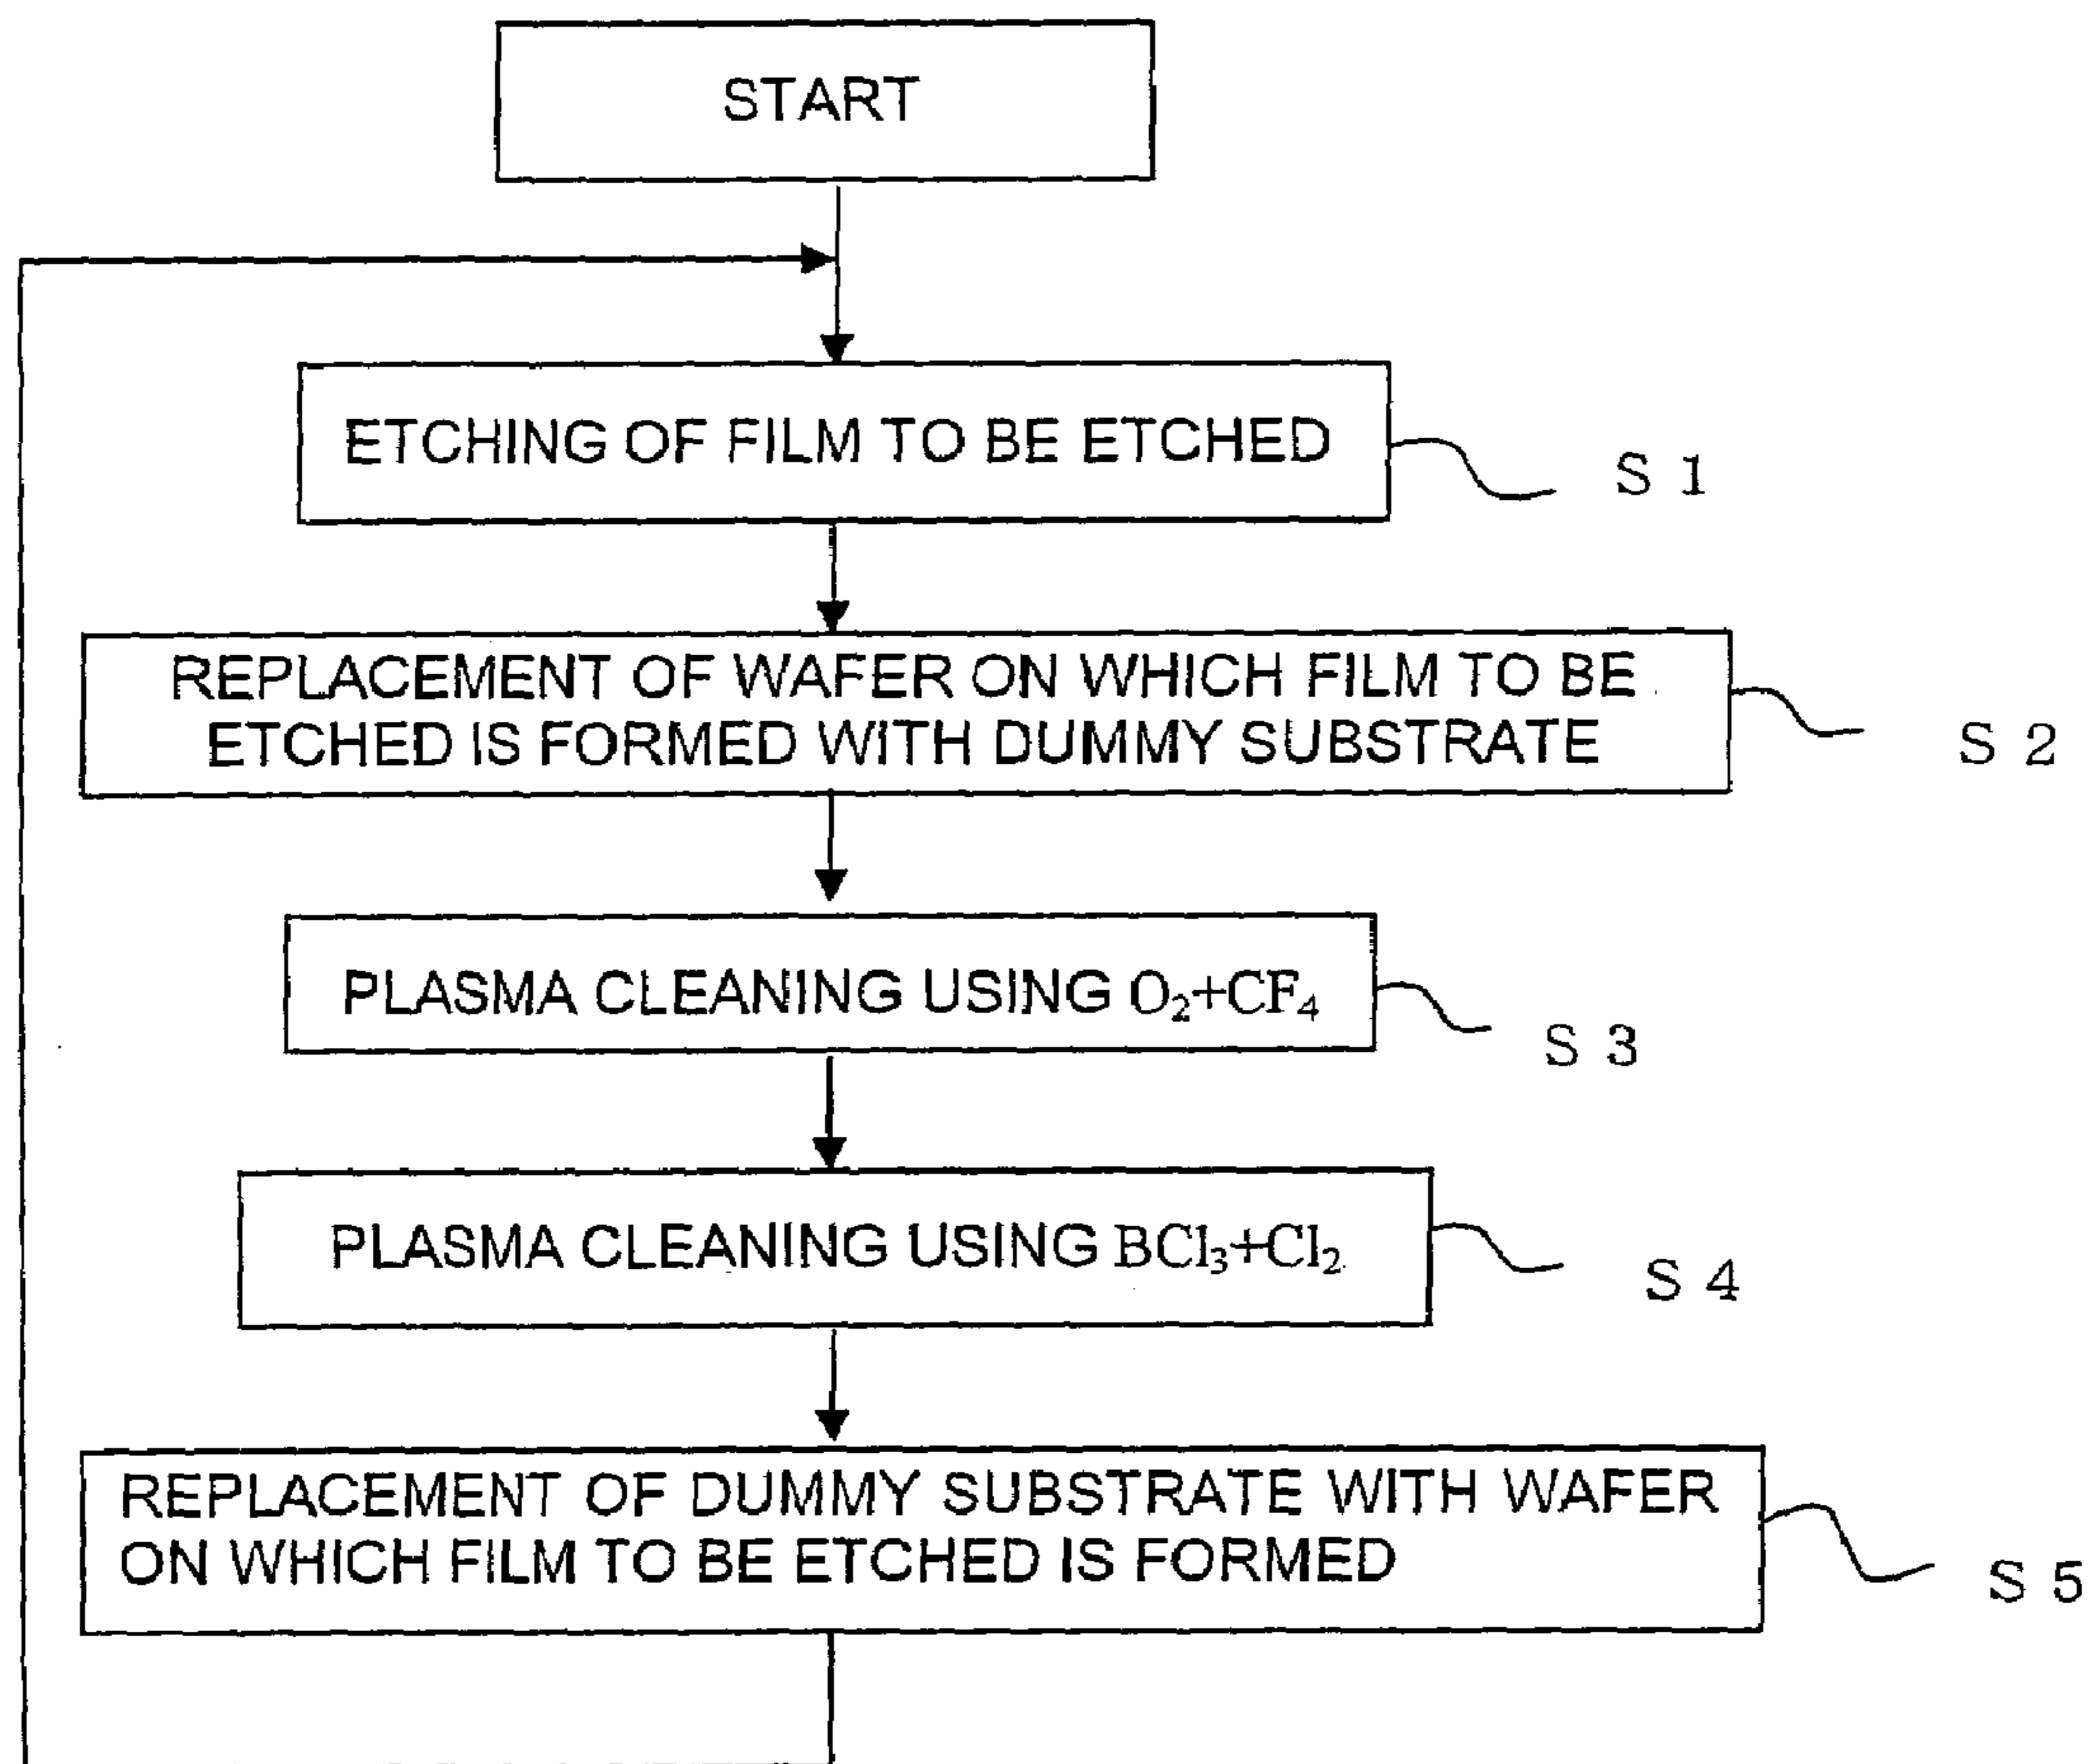 START
ETCHING OF FILM TO BE ETCHED
S 1
REPLACEMENT OF WAFER ON WHICH FILM TO BE
ETCHED IS FORMED WITH DUMMY SUBSTRATE
S 2
PLASMA CLEANING USING O₂+CF₄
S 3
PLASMA CLEANING USING BCl₃+Cl₂
S 4
REPLACEMENT OF DUMMY SUBSTRATE WITH WAFER
ON WHICH FILM TO BE ETCHED IS FORMED
S 5